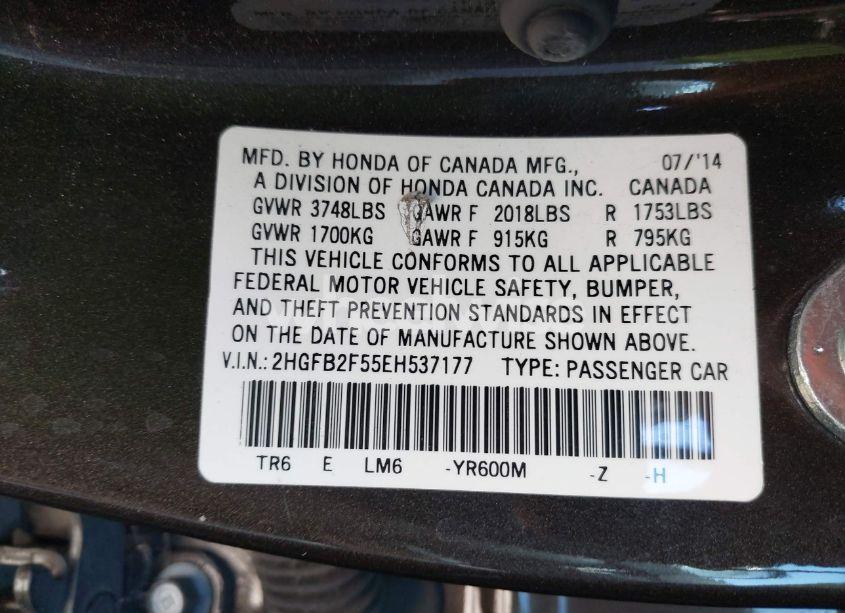 MFD. BY HONDA OF CANADA MFG., 07/'14
A DIVISION OF HONDA CANADA INC. CANADA
GVWR 3748LBS GAWR F 2018LBS R 1753LBS
GVWR 1700KG GAWR F 915KG R 795KG
THIS VEHICLE CONFORMS TO ALL APPLICABLE
FEDERAL MOTOR VEHICLE SAFETY, BUMPER,
AND THEFT PREVENTION STANDARDS IN EFFECT
ON THE DATE OF MANUFACTURE SHOWN ABOVE.
V.I.N.: 2HGFB2F55EH537177 TYPE: PASSENGER CAR
TR6 E LM6 -YR600M -Z -H